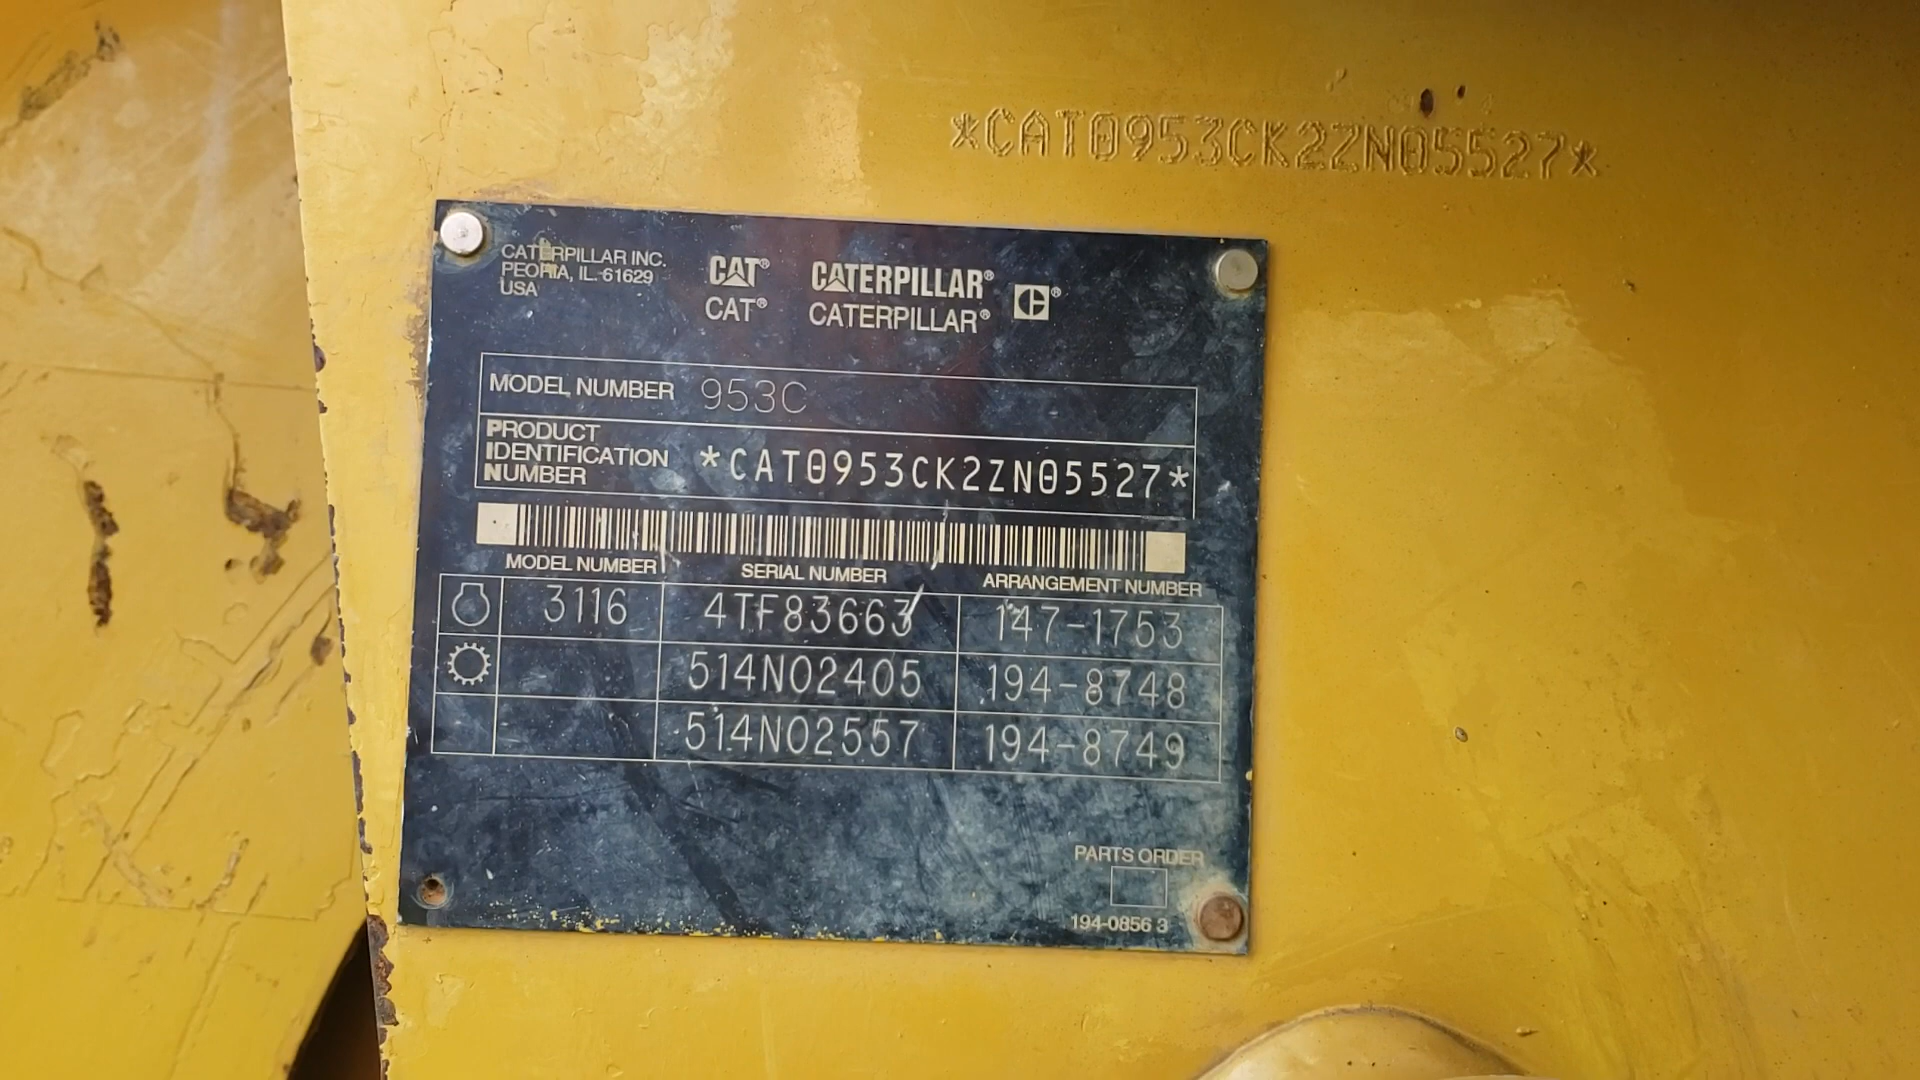 *CAT0953CK2ZN05527*
CATERPILLAR INC.
PEORIA, IL. 61629
USA
CAT® CATERPILLAR® ®
CAT® CATERPILLAR®
MODEL NUMBER 953C
PRODUCT
IDENTIFICATION
NUMBER *CAT0953CK2ZN05527*
MODEL NUMBER SERIAL NUMBER ARRANGEMENT NUMBER
3116 4TF83663 147-1753
514N02405 194-8748
514N02557 194-8749
PARTS ORDER
194-0856 3